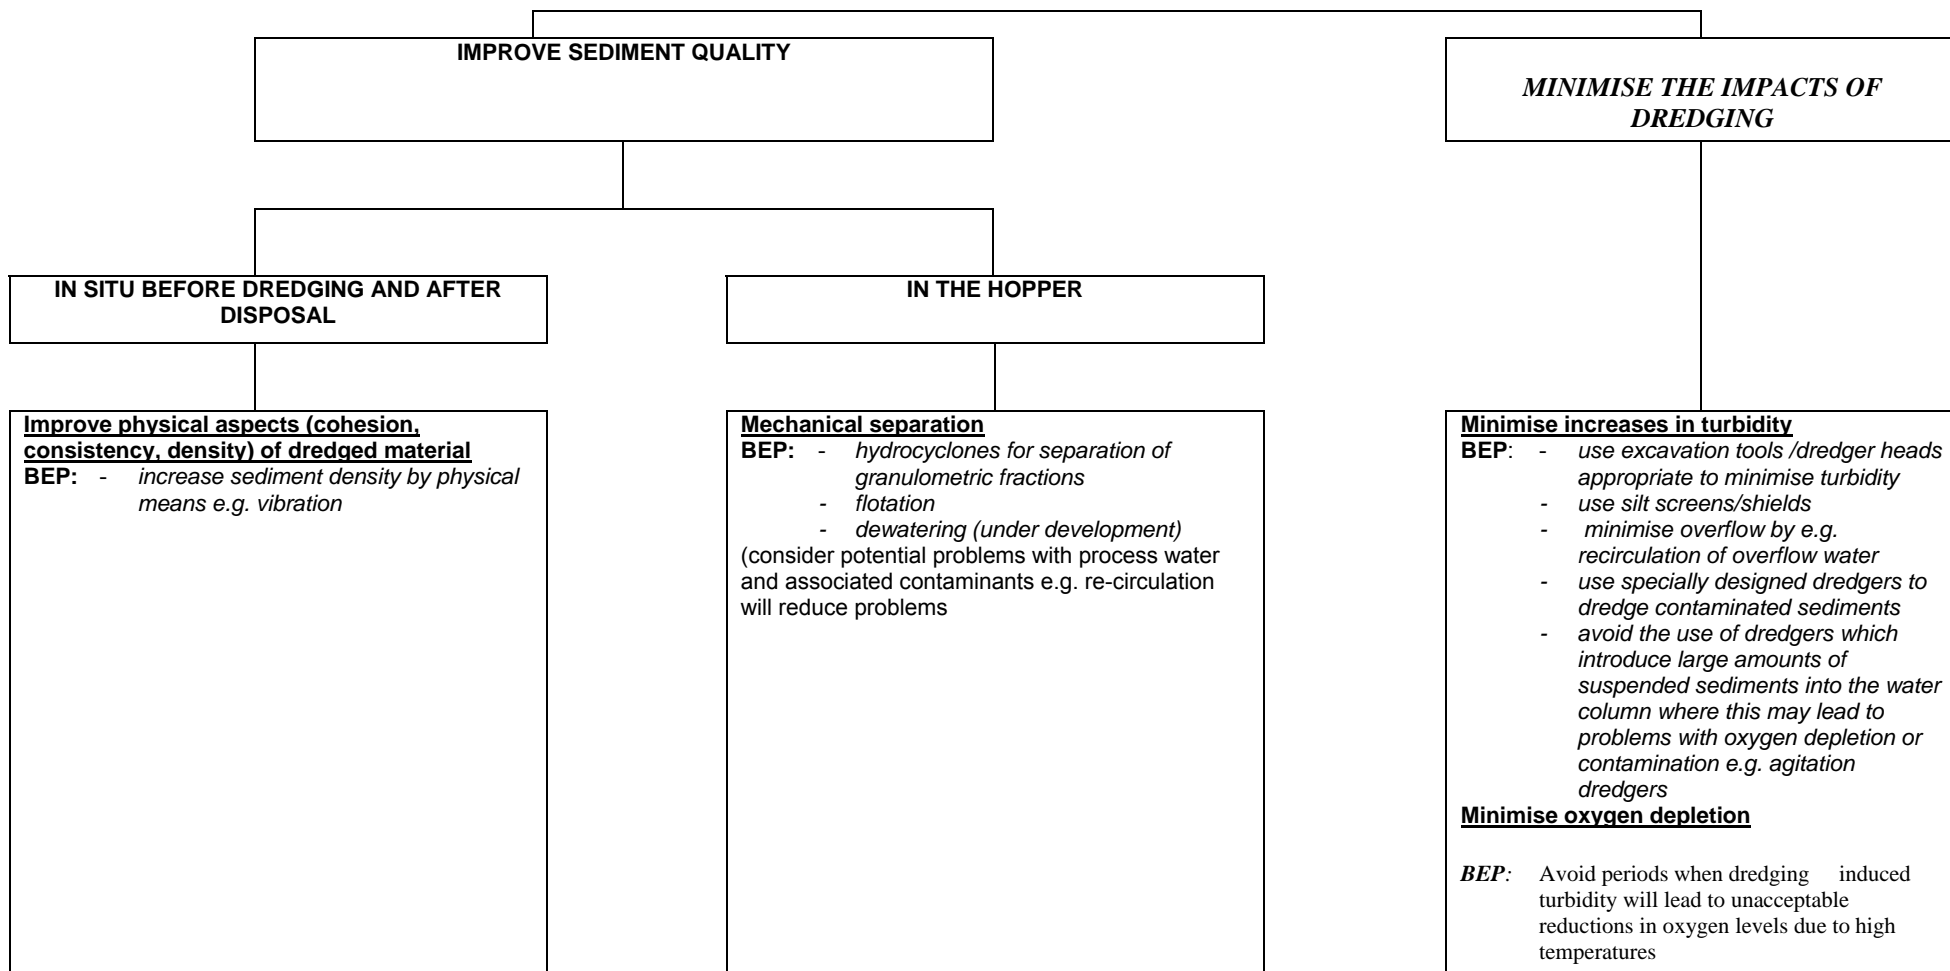 IMPROVE SEDIMENT QUALITY
MINIMISE THE IMPACTS OF
DREDGING
IN SITU BEFORE DREDGING AND AFTER
DISPOSAL
IN THE HOPPER
Improve physical aspects (cohesion,
consistency, density) of dredged material
BEP: - increase sediment density by physical
means e.g. vibration
Mechanical separation
BEP: - hydrocyclones for separation of
granulometric fractions
- flotation
- dewatering (under development)
(consider potential problems with process water
and associated contaminants e.g. re-circulation
will reduce problems
Minimise increases in turbidity
BEP: - use excavation tools /dredger heads
appropriate to minimise turbidity
- use silt screens/shields
- minimise overflow by e.g.
recirculation of overflow water
- use specially designed dredgers to
dredge contaminated sediments
- avoid the use of dredgers which
introduce large amounts of
suspended sediments into the water
column where this may lead to
problems with oxygen depletion or
contamination e.g. agitation
dredgers
Minimise oxygen depletion
BEP: Avoid periods when dredging induced
turbidity will lead to unacceptable
reductions in oxygen levels due to high
temperatures